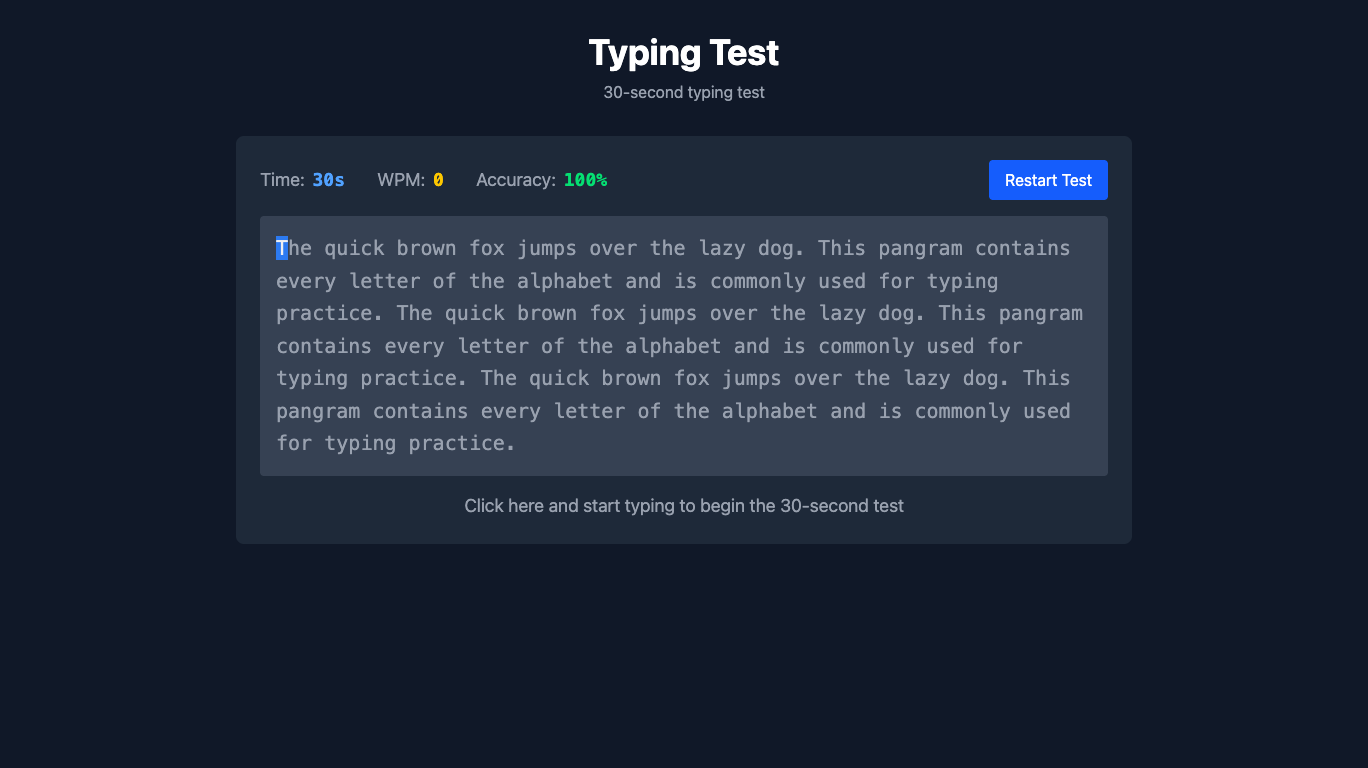 Typing Test
30-second typing test
Time: 30s WPM: 0 Accuracy: 100% Restart Test
The quick brown fox jumps over the lazy dog. This pangram contains
every letter of the alphabet and is commonly used for typing
practice. The quick brown fox jumps over the lazy dog. This pangram
contains every letter of the alphabet and is commonly used for
typing practice. The quick brown fox jumps over the lazy dog. This
pangram contains every letter of the alphabet and is commonly used
for typing practice.
Click here and start typing to begin the 30-second test